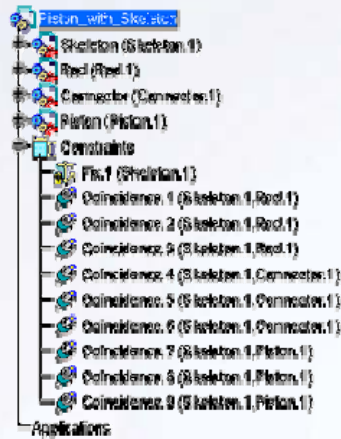 Piston_with_Skeleton
Skeleton (Skeleton.1)
Rod (Rod.1)
Connector (Connector.1)
Piston (Piston.1)
Constraints
Fix.1 (Skeleton.1)
Coincidence.1 (Skeleton.1,Rod.1)
Coincidence.2 (Skeleton.1,Rod.1)
Coincidence.3 (Skeleton.1,Rod.1)
Coincidence.4 (Skeleton.1,Connector.1)
Coincidence.5 (Skeleton.1,Connector.1)
Coincidence.6 (Skeleton.1,Connector.1)
Coincidence.7 (Skeleton.1,Piston.1)
Coincidence.8 (Skeleton.1,Piston.1)
Coincidence.9 (Skeleton.1,Piston.1)
Applications